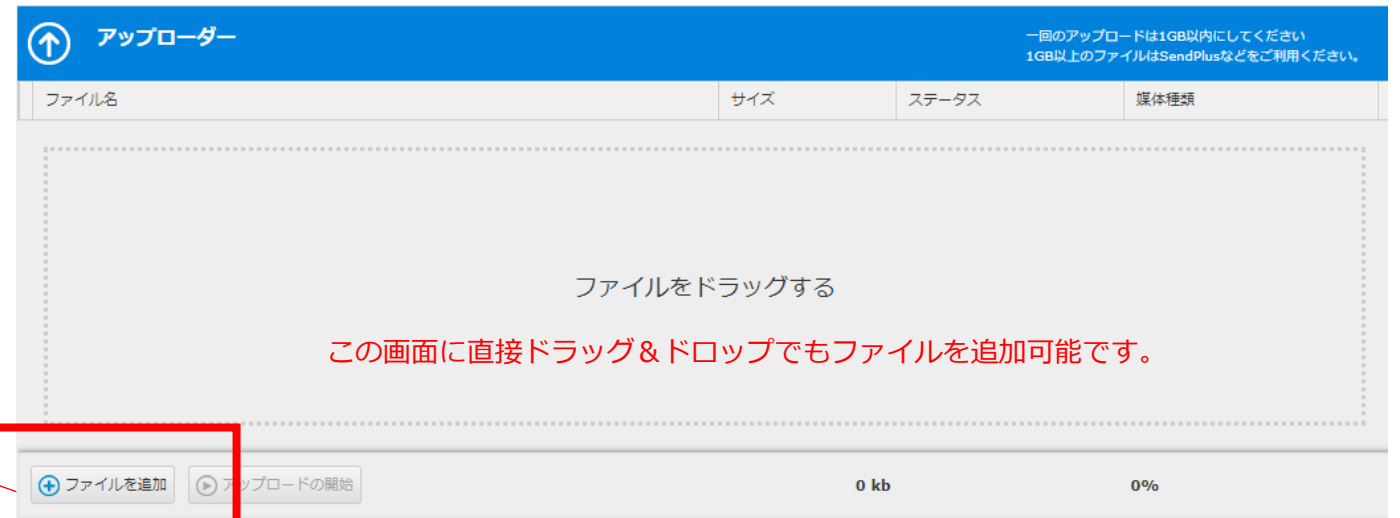 アップローダー
一回のアップロードは1GB以内にしてください
1GB以上のファイルはSendPlusなどをご利用ください。
ファイル名 サイズ ステータス 媒体種類
ファイルをドラッグする
この画面に直接ドラッグ＆ドロップでもファイルを追加可能です。
ファイルを追加 アップロードの開始 0 kb 0%